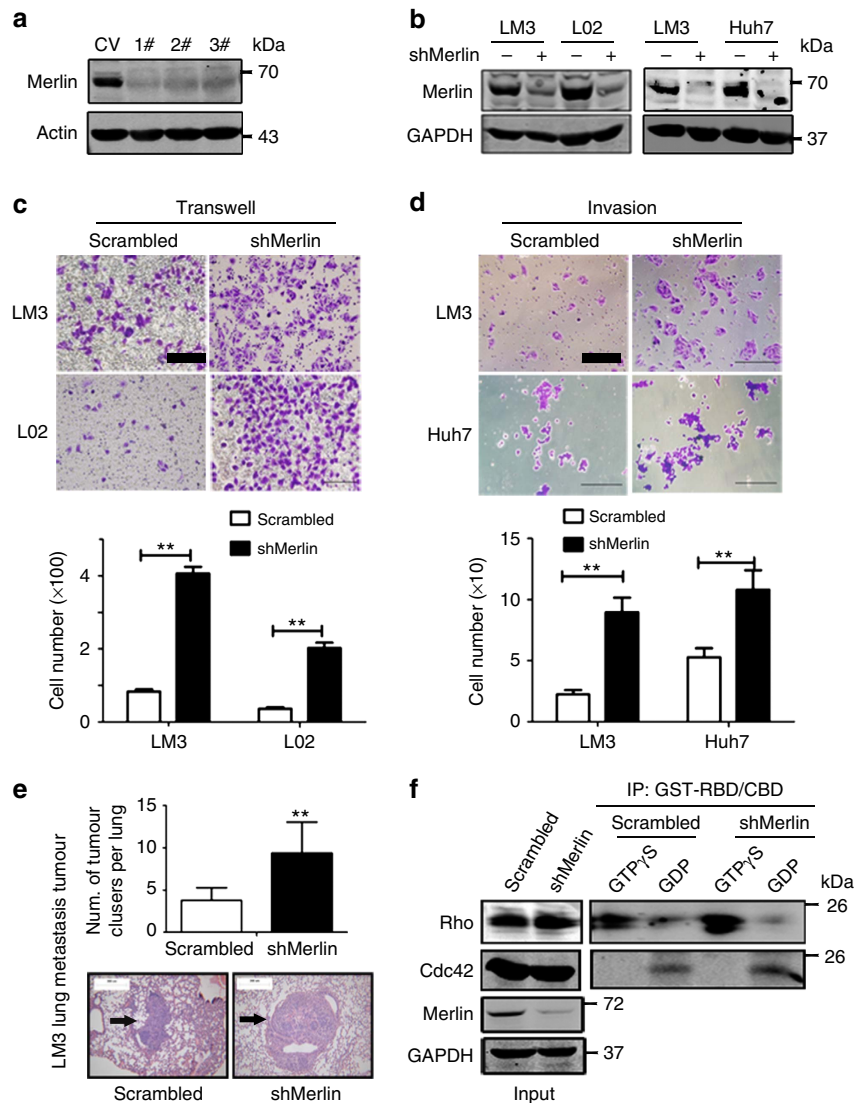 a
CV 1# 2# 3# kDa
Merlin 70
Actin 43
b
LM3 L02 LM3 Huh7
shMerlin – + – + – + – + kDa
Merlin 70
GAPDH 37
c
Transwell
Scrambled shMerlin
LM3
L02
Scrambled
shMerlin
Cell number (×100)
4
2
0
LM3 L02
** **
d
Invasion
Scrambled shMerlin
LM3
Huh7
Scrambled
shMerlin
Cell number (×10)
15
10
5
0
LM3 Huh7
** **
e
LM3 lung metastasis tumour
Num. of tumour
clusers per lung
15
10
5
0
**
Scrambled shMerlin
Scrambled shMerlin
f
IP: GST-RBD/CBD
Scrambled shMerlin
Scrambled shMerlin GTPγS GDP GTPγS GDP kDa
Rho 26
Cdc42 26
Merlin 72
GAPDH 37
Input